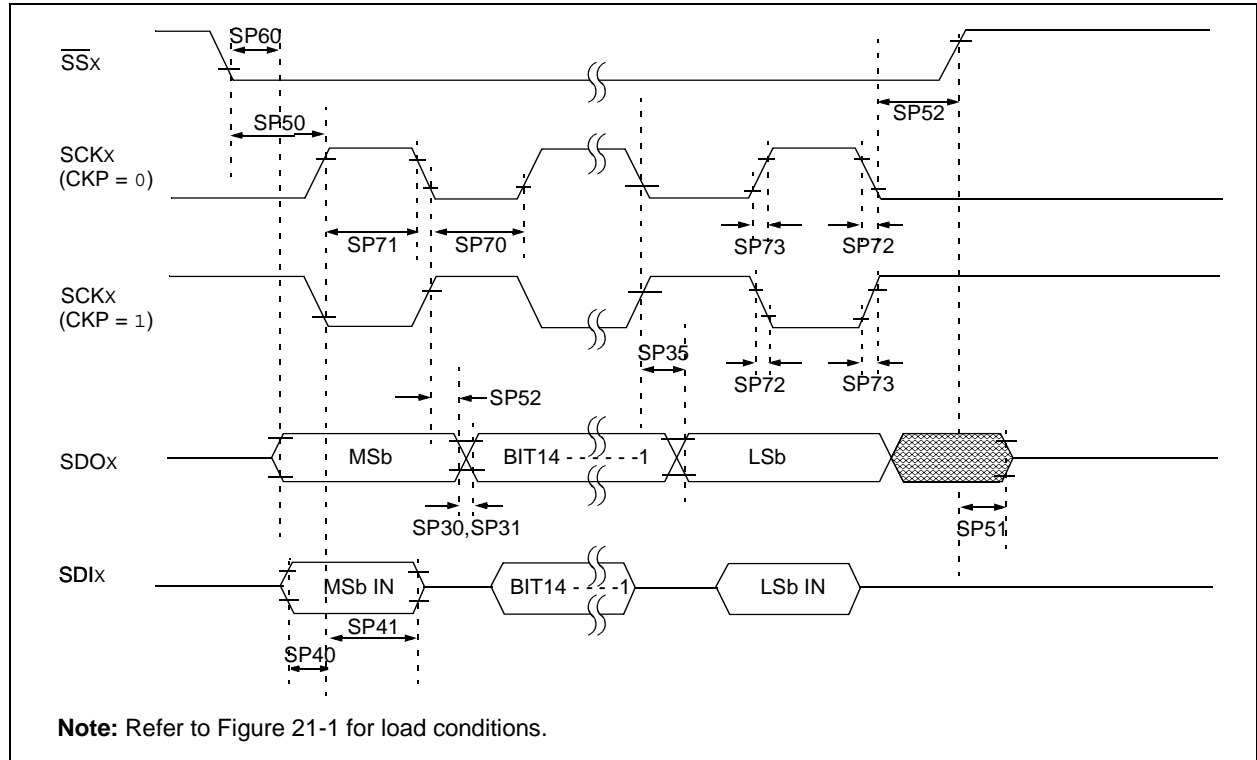 SP60
SSx
SP52
SP50
SCKx
(CKP = 0)
SP71
SP70
SP73
SP72
SCKx
(CKP = 1)
SP35
SP72
SP73
SP52
SDOx
MSb
BIT14 - - - - - -1
LSb
SP30,SP31
SP51
SDIx
MSb IN
BIT14 - - - -1
LSb IN
SP41
SP40
Note: Refer to Figure 21-1 for load conditions.